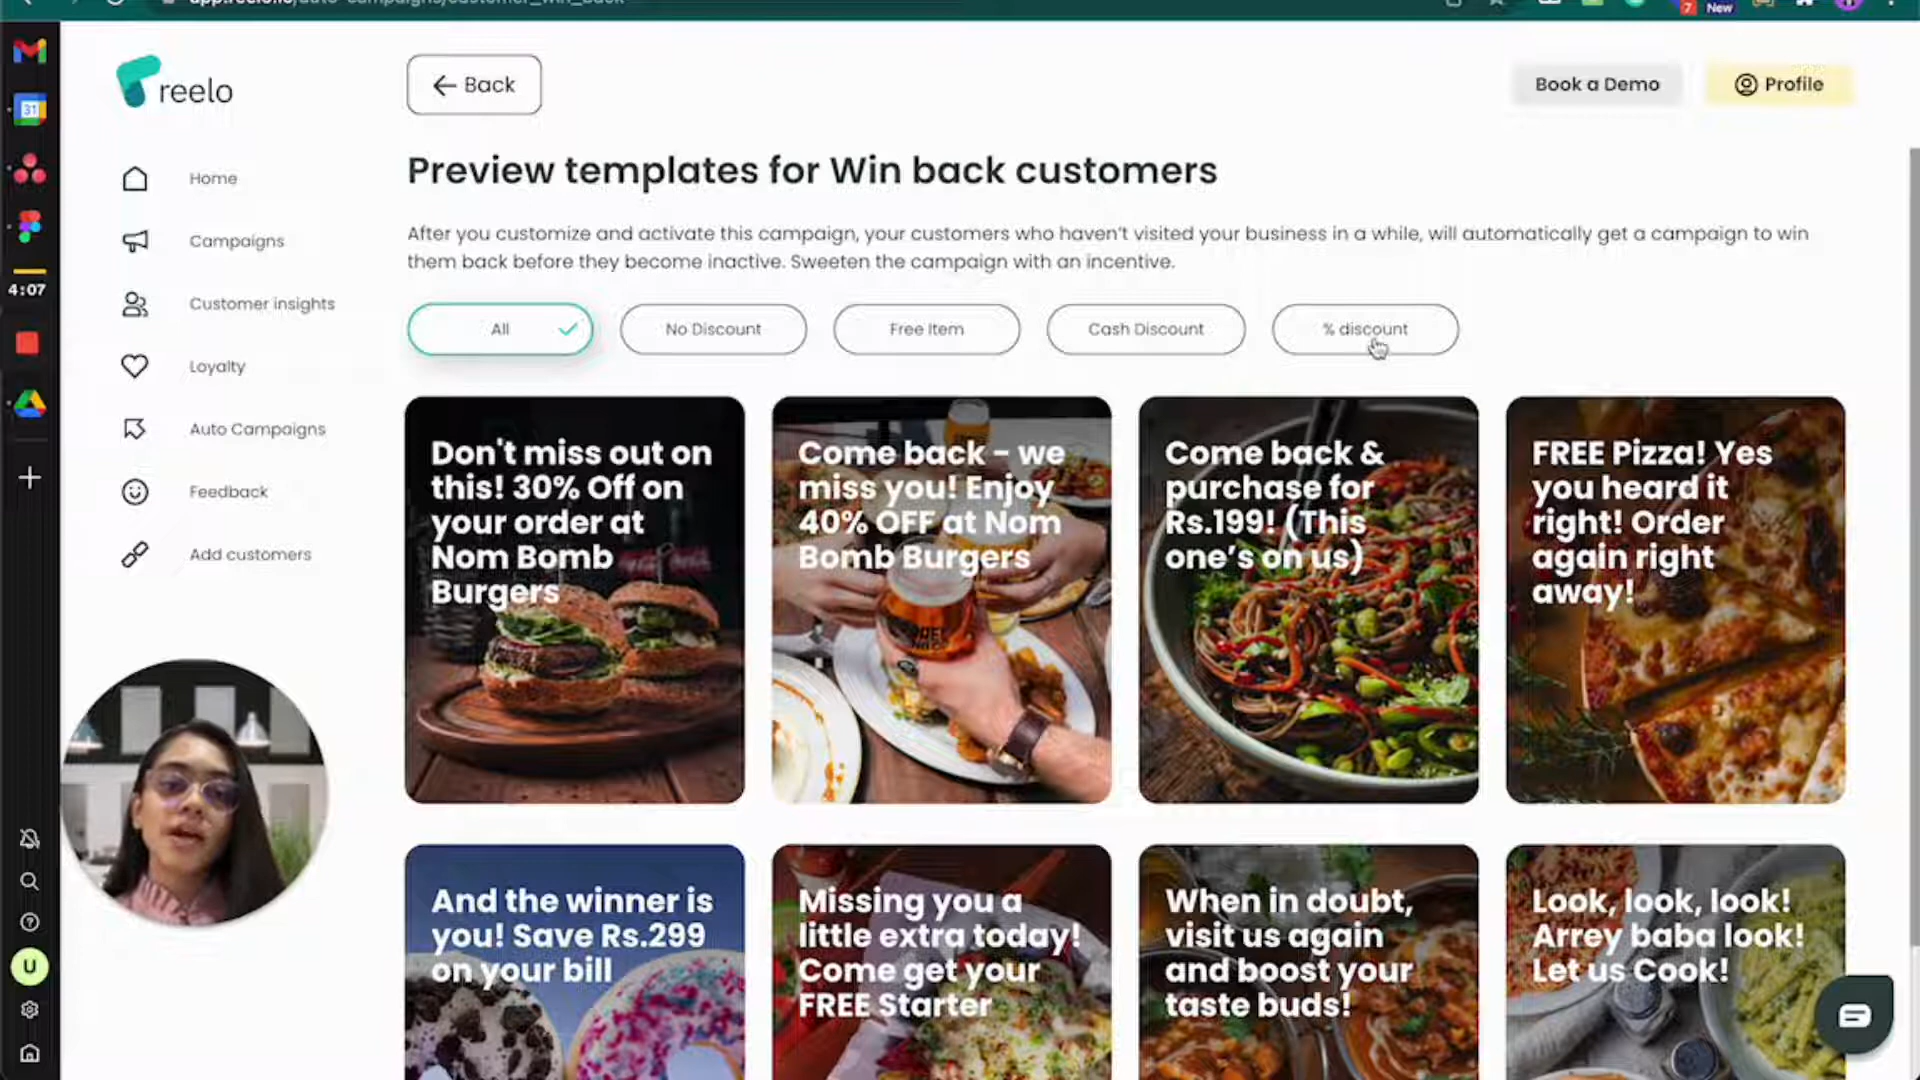 7
New
31
4:07
U
reelo
Back
Book a Demo
Profile
Home
Campaigns
Customer insights
Loyalty
Auto Campaigns
Feedback
Add customers
Preview templates for Win back customers
After you customize and activate this campaign, your customers who haven't visited your business in a while, will automatically get a campaign to win
them back before they become inactive. Sweeten the campaign with an incentive.
All
No Discount
Free Item
Cash Discount
% discount
Don't miss out on
this! 30% Off on
your order at
Nom Bomb
Burgers
Come back - we
miss you! Enjoy
40% OFF at Nom
Bomb Burgers
Come back &
purchase for
Rs.199! (This
one's on us)
FREE Pizza! Yes
you heard it
right! Order
again right
away!
And the winner is
you! Save Rs.299
on your bill
Missing you a
little extra today!
Come get your
FREE Starter
When in doubt,
visit us again
and boost your
taste buds!
Look, look, look!
Arrey baba look!
Let us Cook!